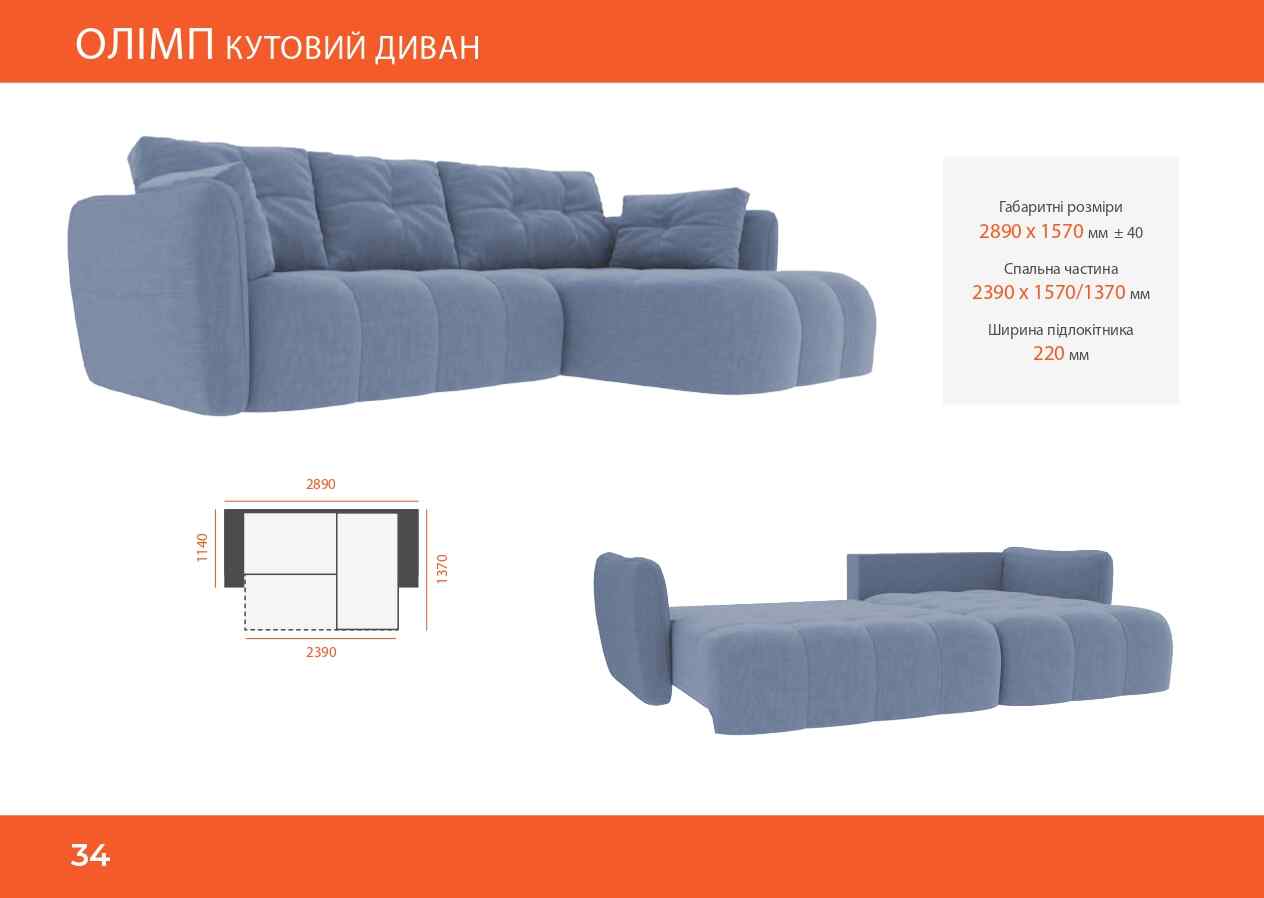 ОЛІМП КУТОВИЙ ДИВАН
Габаритні розміри
2890 х 1570 мм ± 40
Спальна частина
2390 х 1570/1370 мм
Ширина підлокітника
220 мм
2890
1140
1370
2390
34